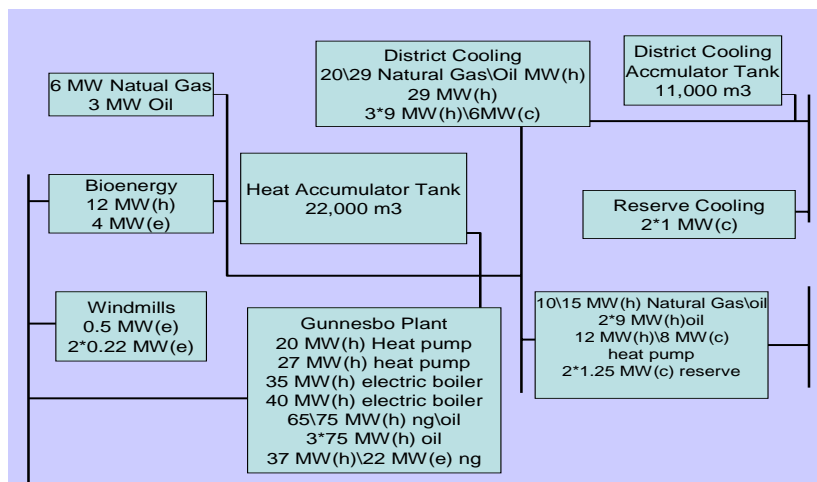 6 MW Natual Gas
3 MW Oil
District Cooling
20\29 Natural Gas\Oil MW(h)
29 MW(h)
3*9 MW(h)\6MW(c)
District Cooling
Accmulator Tank
11,000 m3
Bioenergy
12 MW(h)
4 MW(e)
Heat Accumulator Tank
22,000 m3
Reserve Cooling
2*1 MW(c)
Windmills
0.5 MW(e)
2*0.22 MW(e)
Gunnesbo Plant
20 MW(h) Heat pump
27 MW(h) heat pump
35 MW(h) electric boiler
40 MW(h) electric boiler
65\75 MW(h) ng\oil
3*75 MW(h) oil
37 MW(h)\22 MW(e) ng
10\15 MW(h) Natural Gas\oil
2*9 MW(h)oil
12 MW(h)\8 MW(c)
heat pump
2*1.25 MW(c) reserve